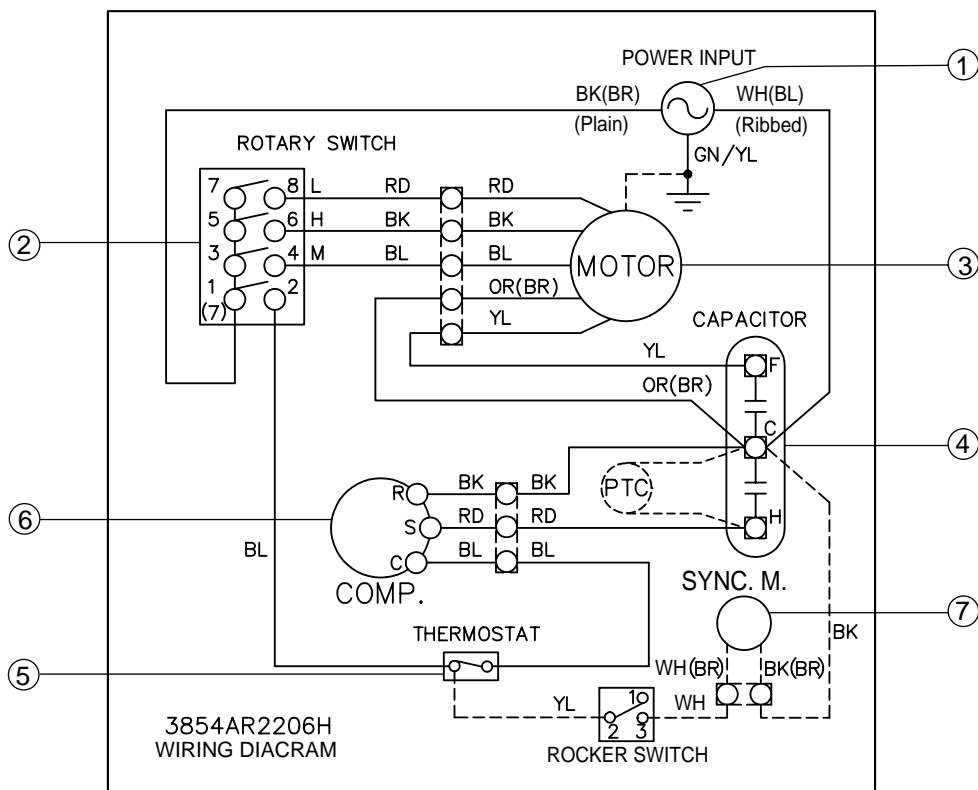 POWER INPUT
1
BK(BR)
WH(BL)
(Plain)
(Ribbed)
GN/YL
ROTARY SWITCH
7 8 L RD RD
5 6 H BK BK
2
3 4 M BL BL
MOTOR
3
1 2 OR(BR)
(7)
YL
CAPACITOR
YL F
OR(BR)
C
4
R BK BK
PTC
6
S RD RD
H
BL
C BL BL
COMP.
SYNC. M.
7
THERMOSTAT
BK
5
WH(BR) BK(BR)
YL 1 WH
2 3
3854AR2206H
WIRING DIACRAM
ROCKER SWITCH